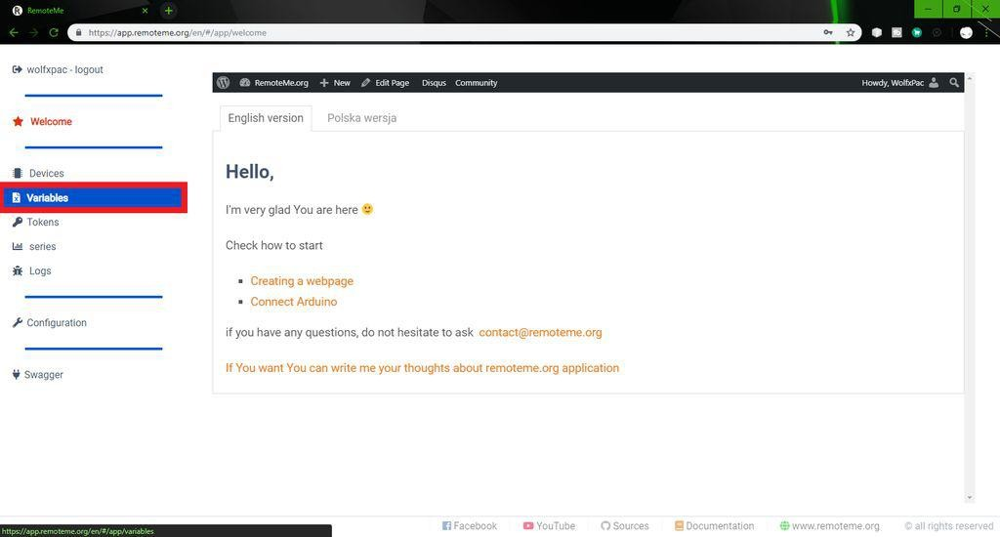 RemoteMe
https://app.remoteme.org/en/#/app/welcome
wolfxpac - logout
Welcome
Devices
Variables
Tokens
series
Logs
Configuration
Swagger
RemoteMe.org New Edit Page Disqus Community Howdy, WolfxPac
English version Polska wersja
Hello,
I'm very glad You are here
Check how to start
Creating a webpage
Connect Arduino
if you have any questions, do not hesitate to ask contact@remoteme.org
If You want You can write me your thoughts about remoteme.org application
Facebook YouTube Sources Documentation www.remoteme.org © all rights reserved
https://app.remoteme.org/en/#/app/variables